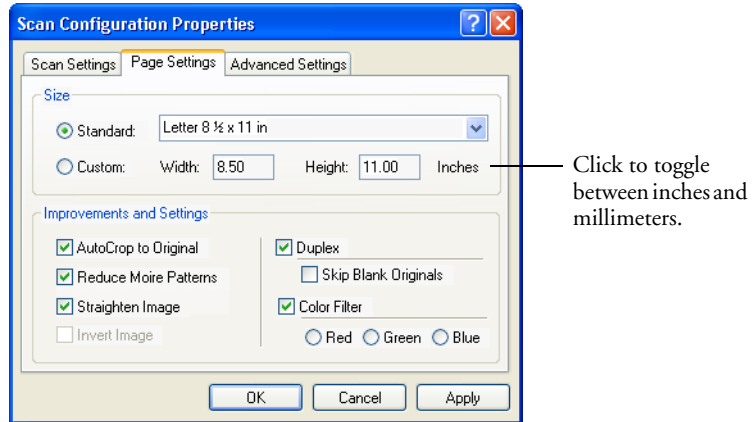 Scan Configuration Properties
Scan Settings Page Settings Advanced Settings
Size
Standard: Letter 8 ½ x 11 in
Custom: Width: 8.50 Height: 11.00 Inches
Click to toggle
between inches and
millimeters.
Improvements and Settings
AutoCrop to Original
Reduce Moire Patterns
Straighten Image
Invert Image
Duplex
Skip Blank Originals
Color Filter
Red Green Blue
OK Cancel Apply